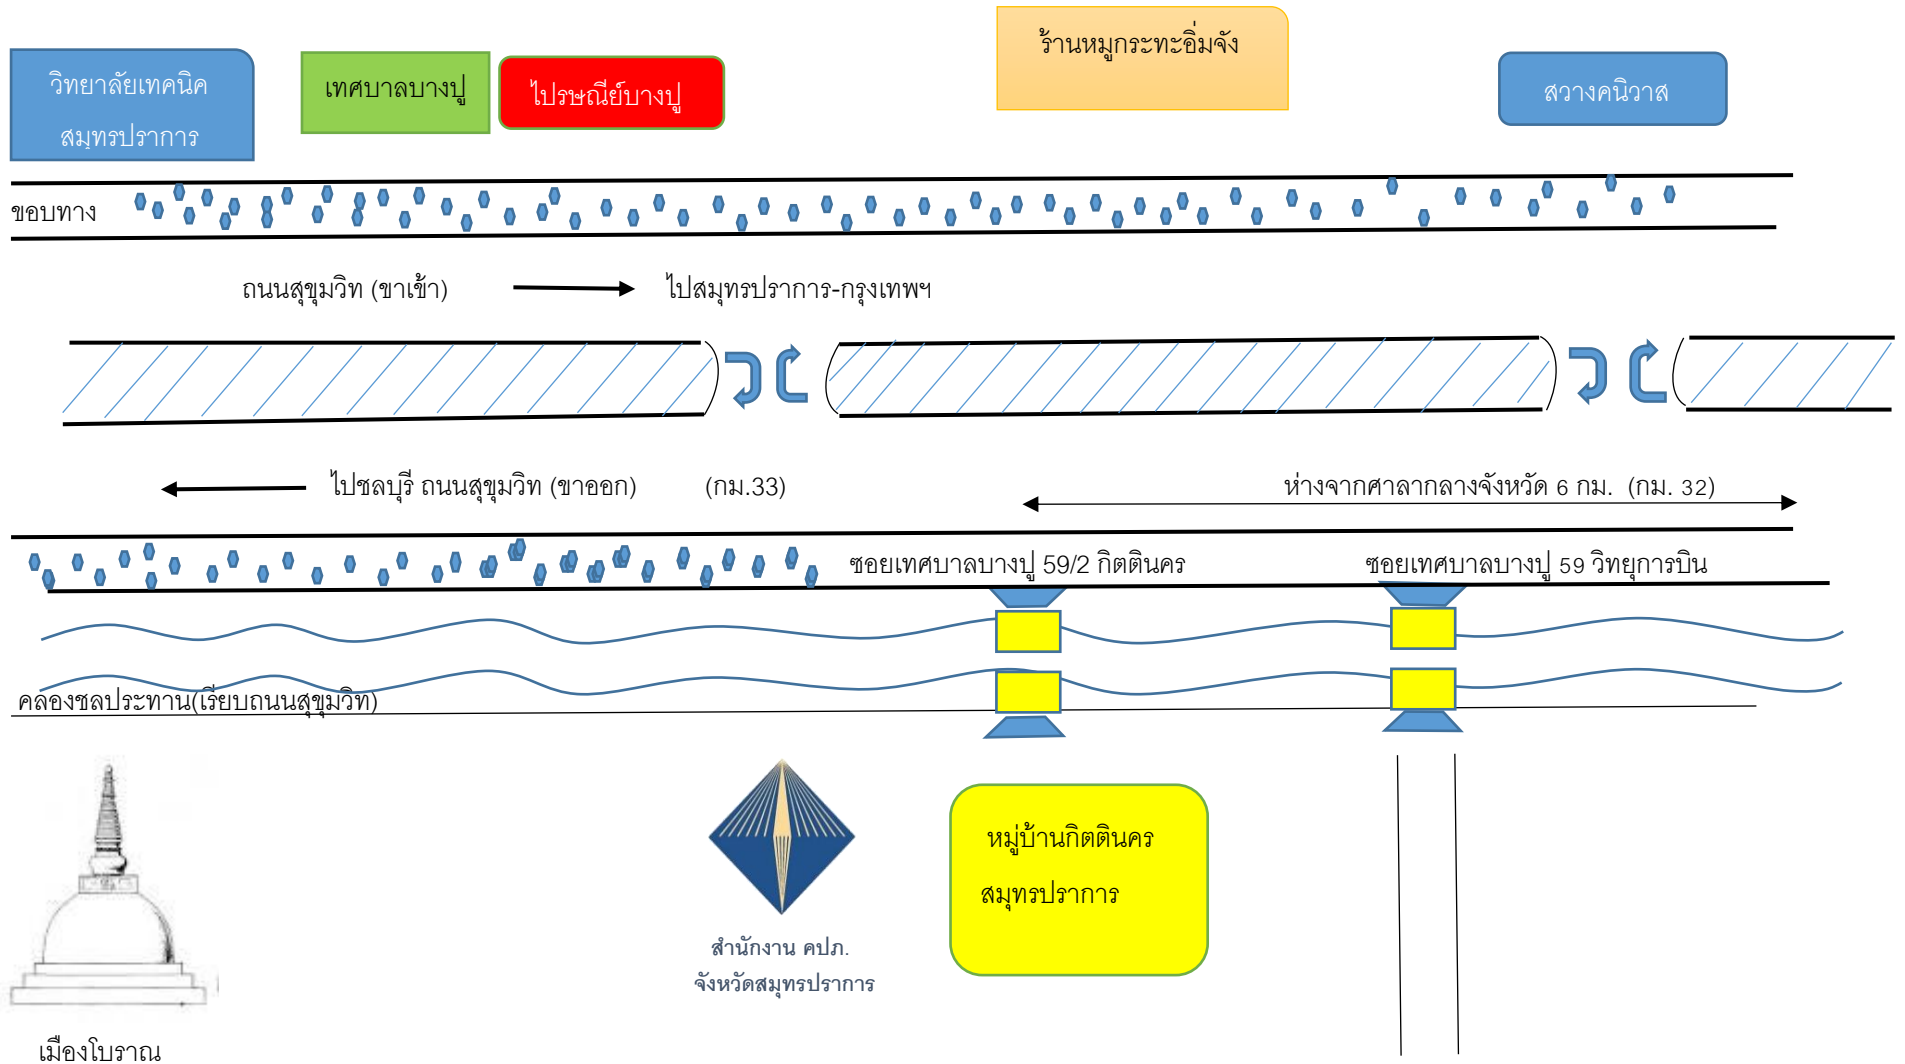 ร้านหมูกระทะอิ่มจัง
วิทยาลัยเทคนิค
สมุทรปราการ
เทศบาลบางปู
ไปรษณีย์บางปู
สวางคนิวาส
ขอบทาง
ถนนสุขุมวิท (ขาเข้า) ไปสมุทรปราการ-กรุงเทพฯ
ไปชลบุรี ถนนสุขุมวิท (ขาออก) (กม.33)
ห่างจากศาลากลางจังหวัด 6 กม. (กม. 32)
ซอยเทศบาลบางปู 59/2 กิตตินคร
ซอยเทศบาลบางปู 59 วิทยุการบิน
คลองชลประทาน(เรียบถนนสุขุมวิท)
หมู่บ้านกิตตินคร
สมุทรปราการ
สำนักงาน คปภ.
จังหวัดสมุทรปราการ
เมืองโบราณ